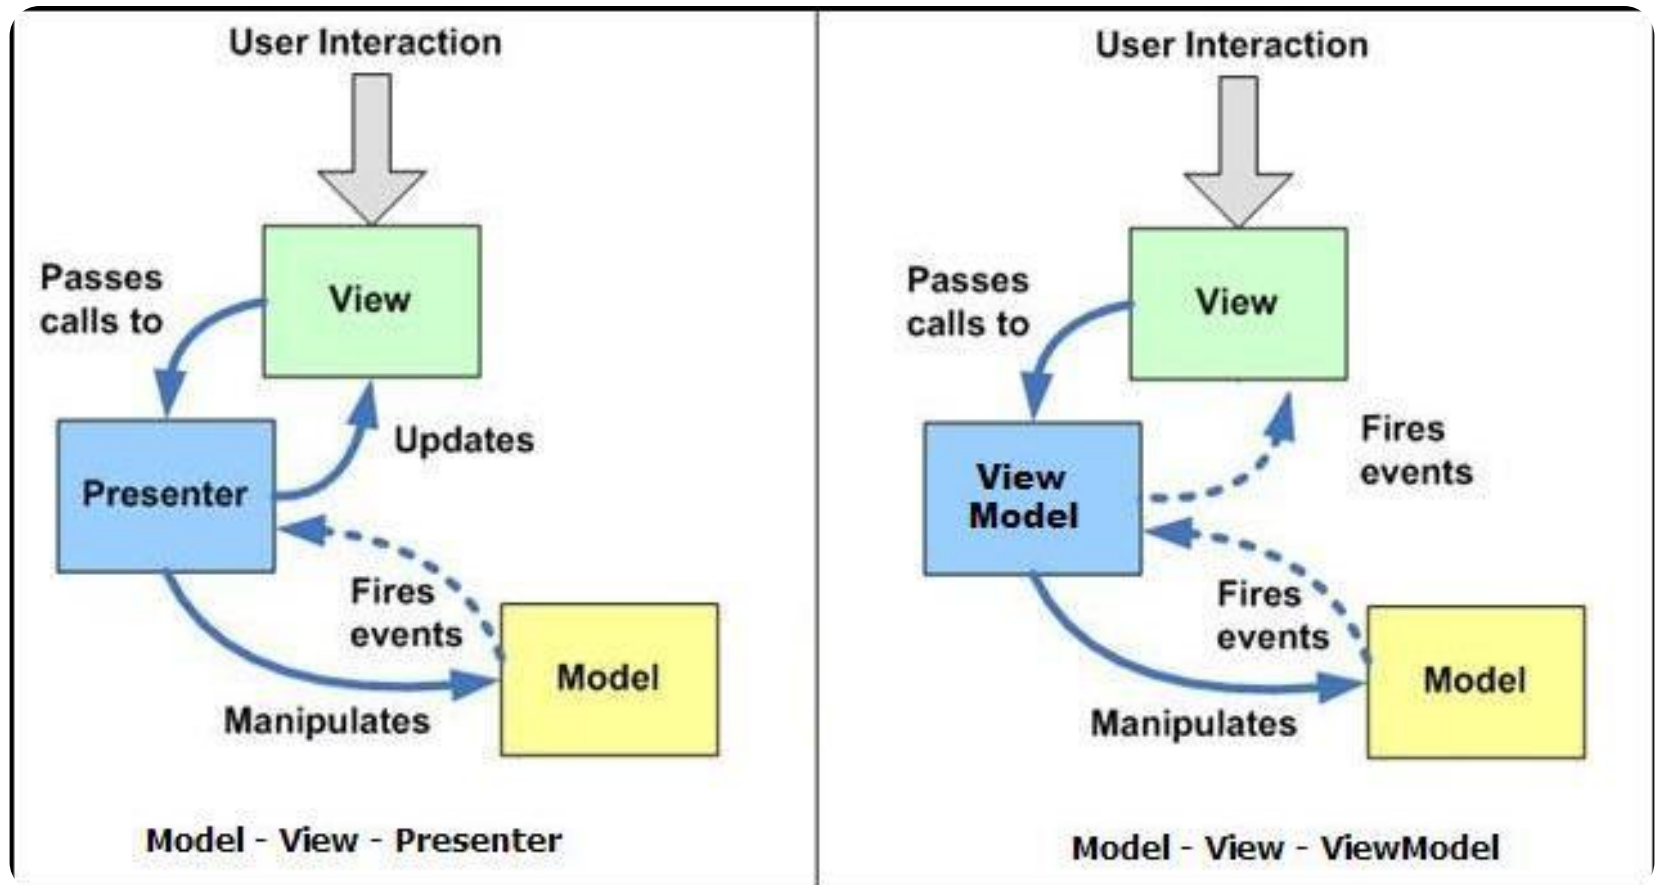 User Interaction
Passes
calls to
View
Updates
Presenter
Fires
events
Model
Manipulates
Model - View - Presenter
User Interaction
Passes
calls to
View
Fires
events
View
Model
Fires
events
Model
Manipulates
Model - View - ViewModel